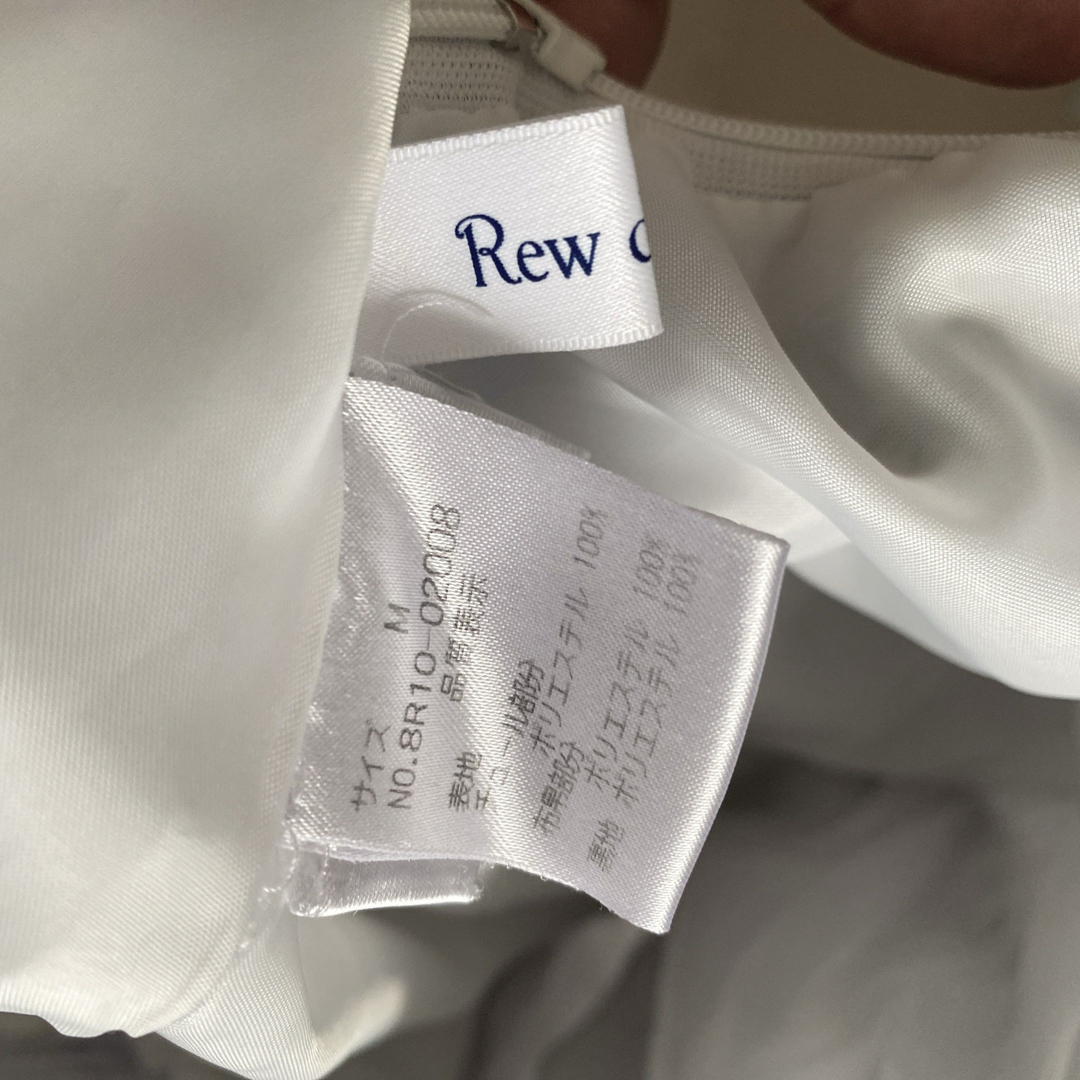 Rew
サイズ M
NO.8R10-02008
品質表示
表地
チュール部分
ポリエステル 100%
布帛部分
ポリエステル 100%
裏地 ポリエステル 100%